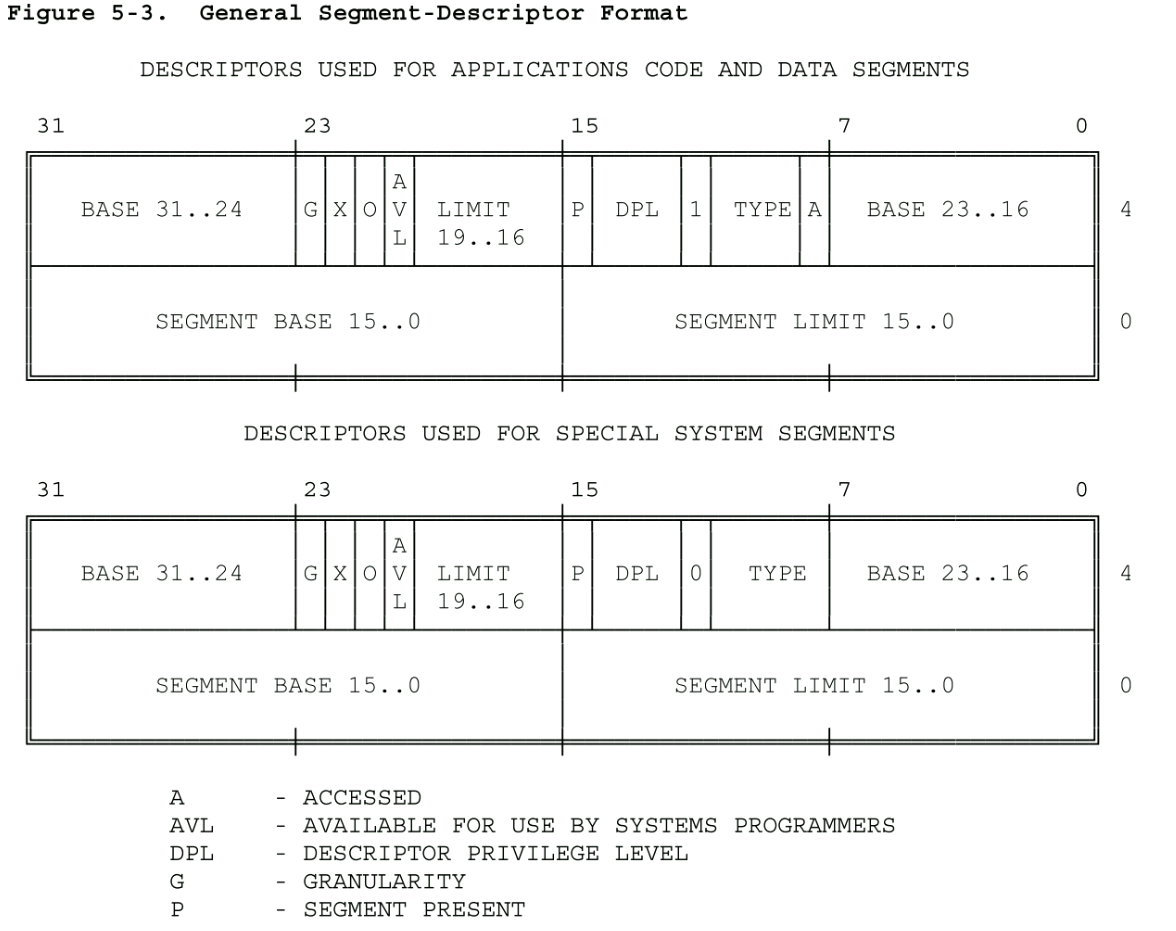 Figure 5-3.  General Segment-Descriptor Format
DESCRIPTORS USED FOR APPLICATIONS CODE AND DATA SEGMENTS
31 23 15 7 0
BASE 31..24 G X O AVL LIMIT 19..16 P DPL 1 TYPE A BASE 23..16 4
SEGMENT BASE 15..0 SEGMENT LIMIT 15..0 0
DESCRIPTORS USED FOR SPECIAL SYSTEM SEGMENTS
31 23 15 7 0
BASE 31..24 G X O AVL LIMIT 19..16 P DPL 0 TYPE BASE 23..16 4
SEGMENT BASE 15..0 SEGMENT LIMIT 15..0 0
A - ACCESSED
AVL - AVAILABLE FOR USE BY SYSTEMS PROGRAMMERS
DPL - DESCRIPTOR PRIVILEGE LEVEL
G - GRANULARITY
P - SEGMENT PRESENT